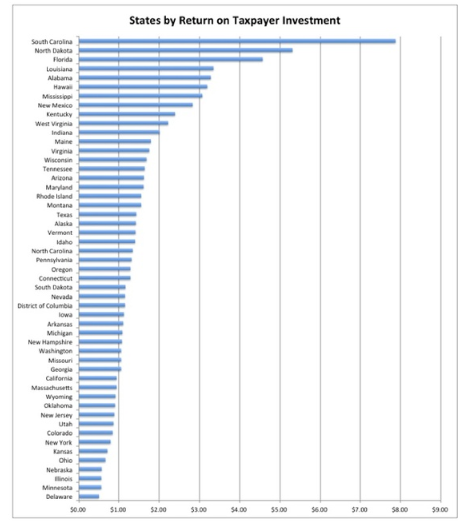 States by Return on Taxpayer Investment
South Carolina
North Dakota
Florida
Louisiana
Alabama
Hawaii
Mississippi
New Mexico
Kentucky
West Virginia
Indiana
Maine
Virginia
Wisconsin
Tennessee
Arizona
Maryland
Rhode Island
Montana
Texas
Alaska
Vermont
Idaho
North Carolina
Pennsylvania
Oregon
Connecticut
South Dakota
Nevada
District of Columbia
Iowa
Arkansas
Michigan
New Hampshire
Washington
Missouri
Georgia
California
Massachusetts
Wyoming
Oklahoma
New Jersey
Utah
Colorado
New York
Kansas
Ohio
Nebraska
Illinois
Minnesota
Delaware
$0.00 $1.00 $2.00 $3.00 $4.00 $5.00 $6.00 $7.00 $8.00 $9.00